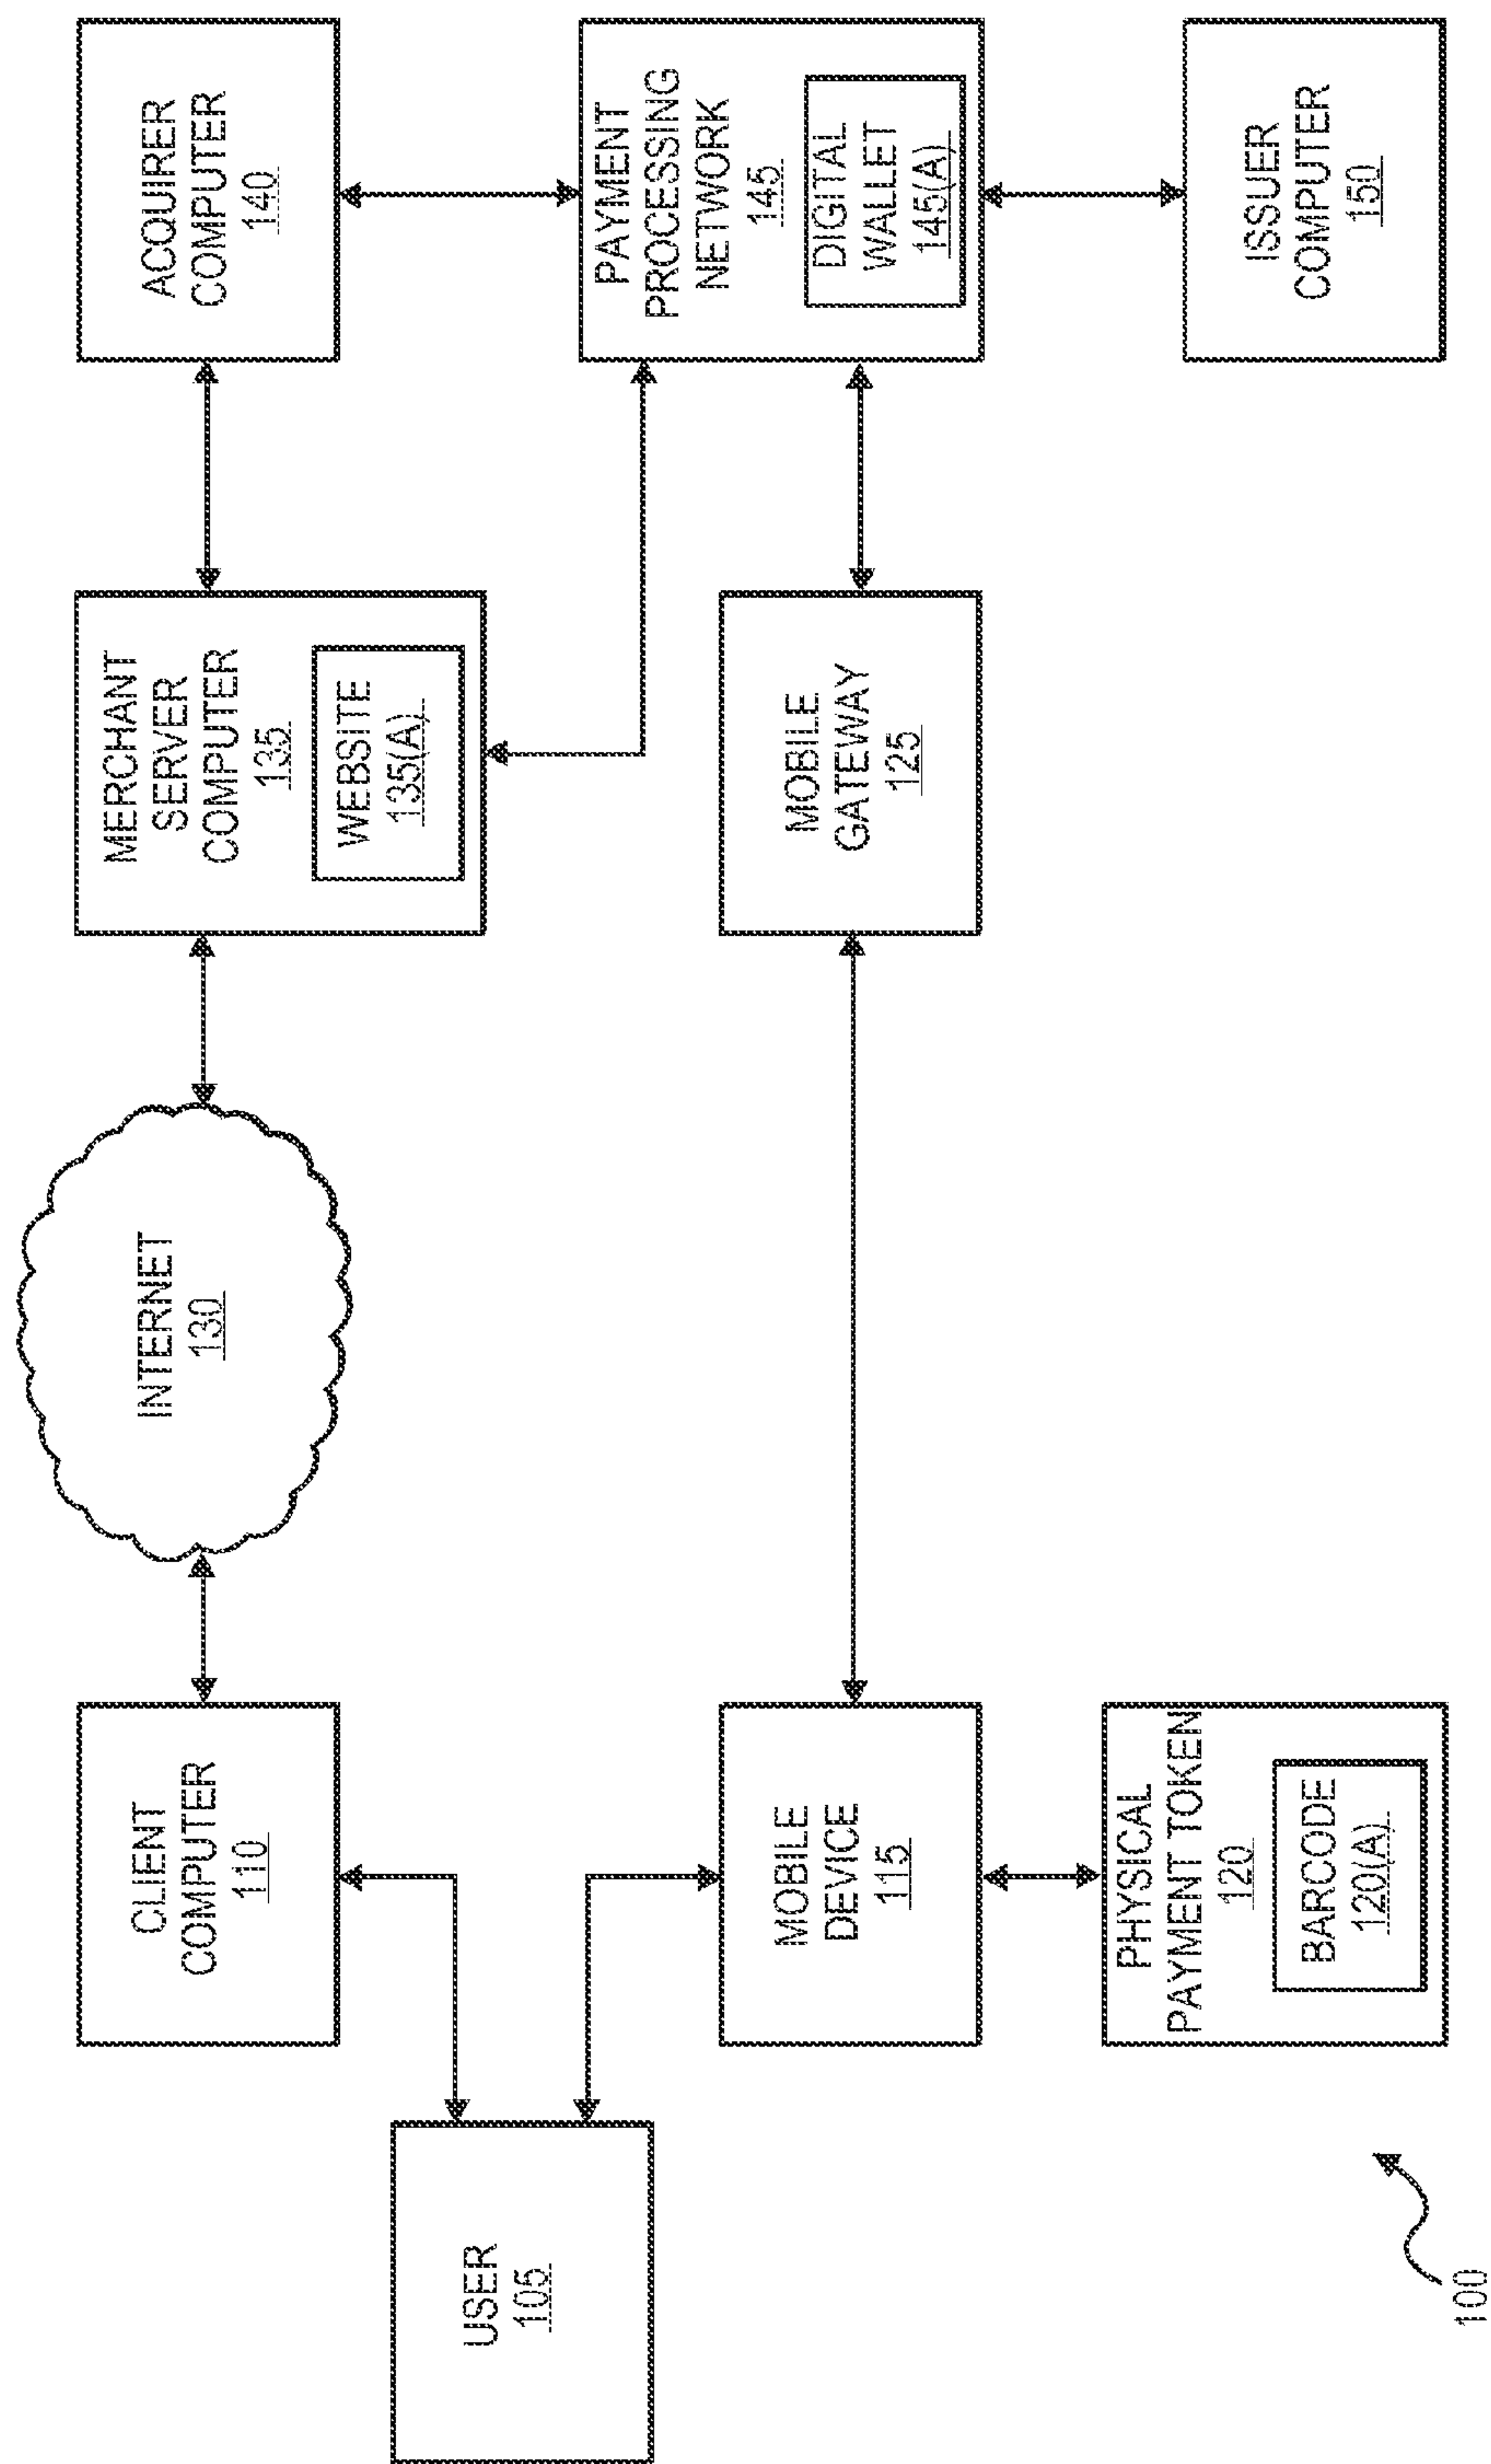 USER
105
CLIENT
COMPUTER
110
INTERNET
130
MERCHANT
SERVER
COMPUTER
135
WEBSITE
135(A)
ACQUIRER
COMPUTER
140
MOBILE
DEVICE
115
MOBILE
GATEWAY
125
PAYMENT
PROCESSING
NETWORK
145
DIGITAL
WALLET
145(A)
PHYSICAL
PAYMENT TOKEN
120
BARCODE
120(A)
ISSUER
COMPUTER
150
100